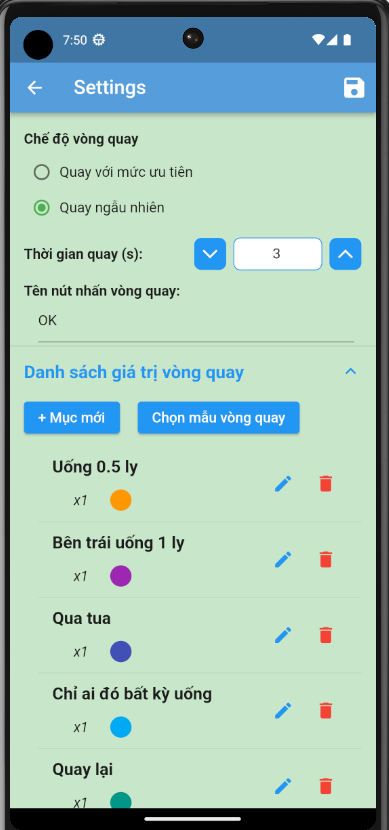 7:50
Settings
Chế độ vòng quay
Quay với mức ưu tiên
Quay ngẫu nhiên
Thời gian quay (s):
3
Tên nút nhấn vòng quay:
OK
Danh sách giá trị vòng quay
+ Mục mới
Chọn mẫu vòng quay
Uống 0.5 ly
x1
Bên trái uống 1 ly
x1
Qua tua
x1
Chỉ ai đó bất kỳ uống
x1
Quay lại
x1